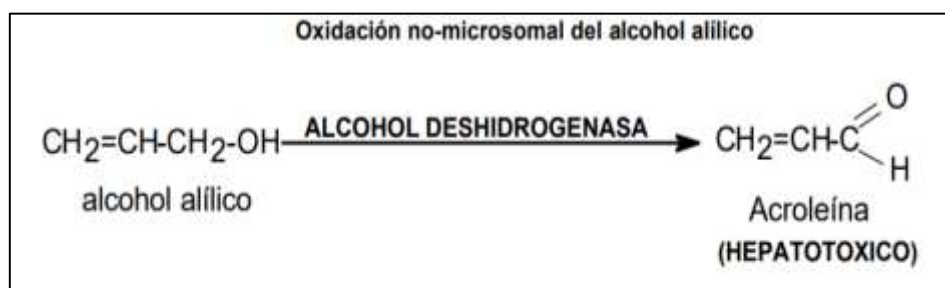 Oxidación no-microsomal del alcohol alílico
CH2=CH-CH2-OH
ALCOHOL DESHIDROGENASA
CH2=CH-C
O
H
alcohol alílico
Acroleína
(HEPATOTOXICO)